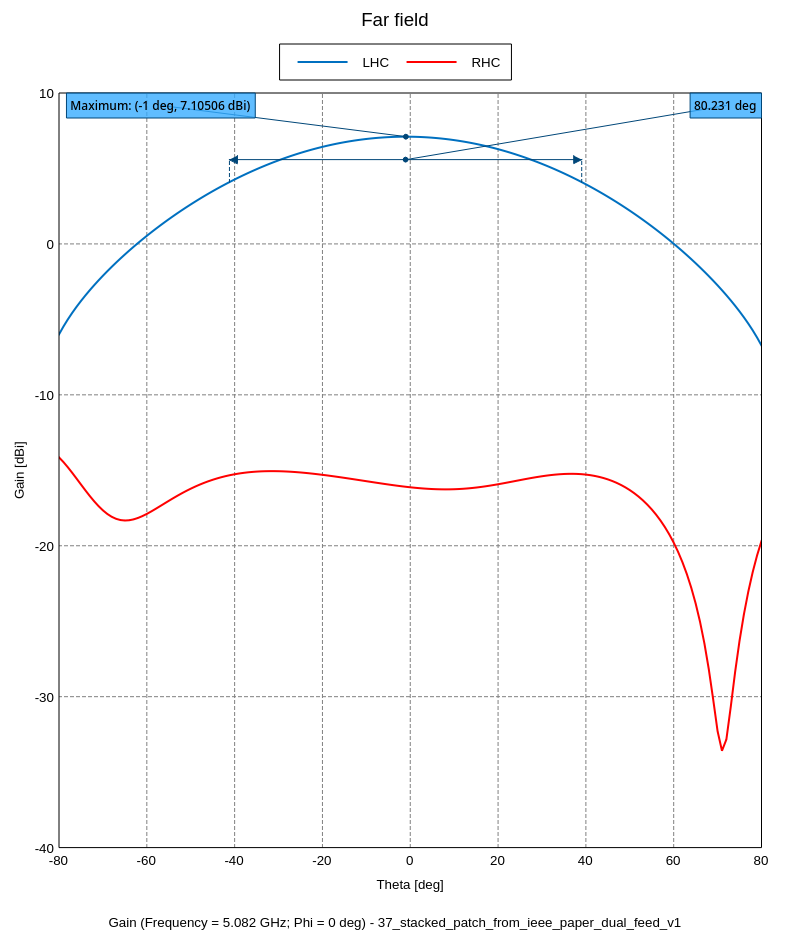 Far field
LHC
RHC
Maximum: (-1 deg, 7.10506 dBi)
80.231 deg
10
0
-10
-20
-30
-40
Gain [dBi]
-80
-60
-40
-20
0
20
40
60
80
Theta [deg]
Gain (Frequency = 5.082 GHz; Phi = 0 deg) - 37_stacked_patch_from_ieee_paper_dual_feed_v1